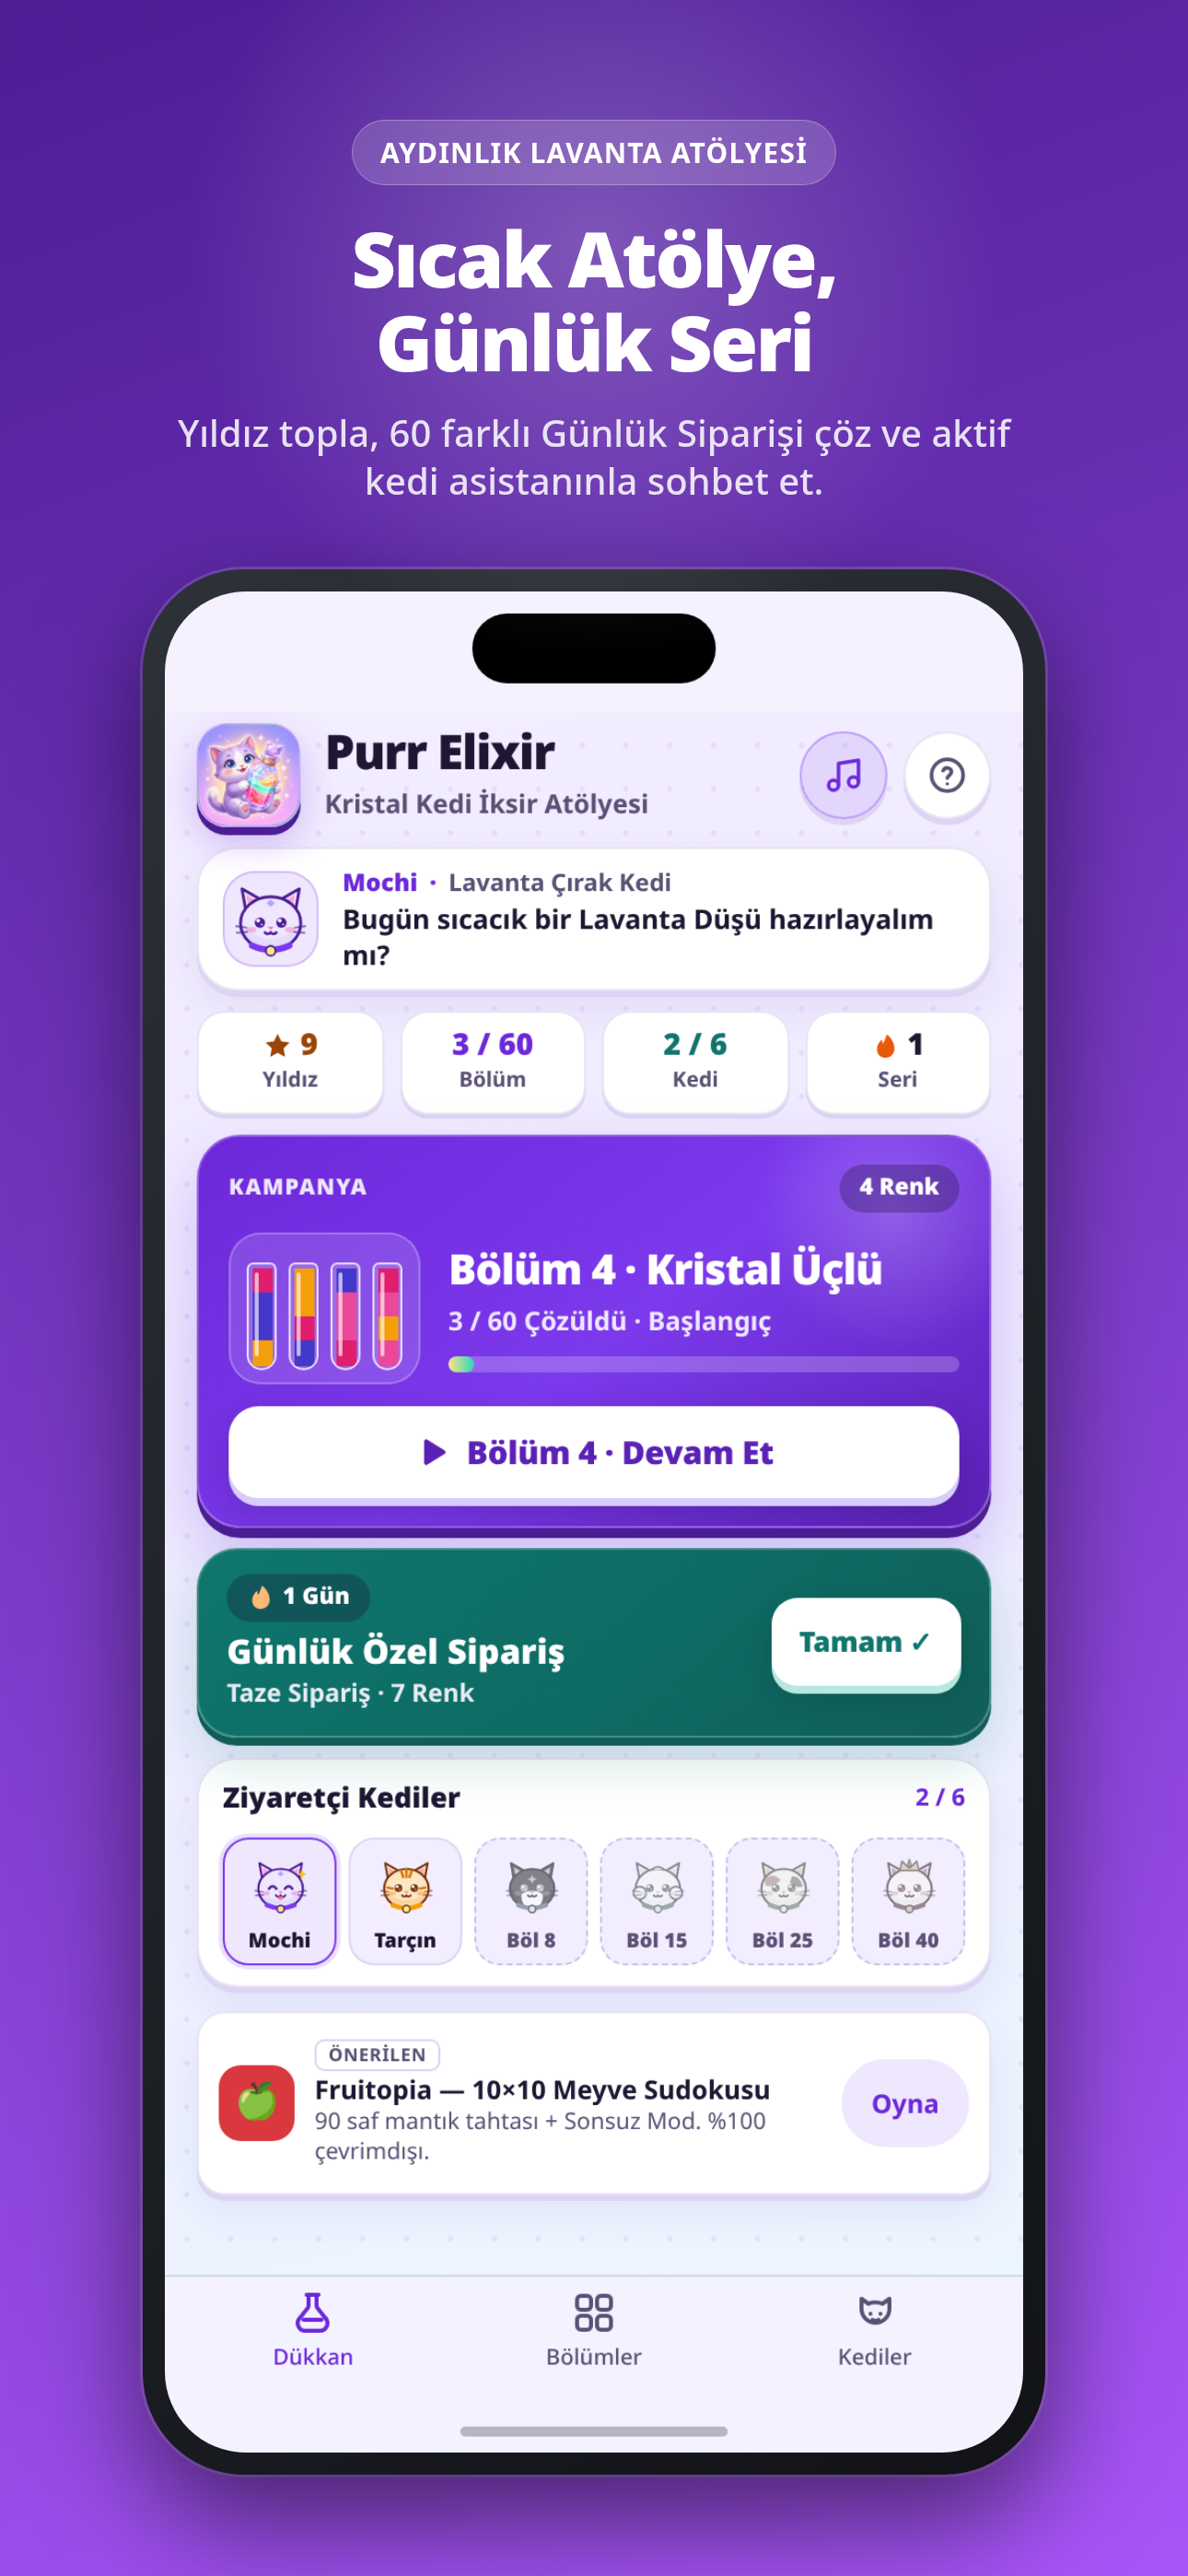 AYDINLIK LAVANTA ATÖLYESİ
Sıcak Atölye,
Günlük Seri
Yıldız topla, 60 farklı Günlük Siparişi çöz ve aktif
kedi asistanınla sohbet et.
Purr Elixir
Kristal Kedi İksir Atölyesi
Mochi · Lavanta Çırak Kedi
Bugün sıcacık bir Lavanta Düşü hazırlayalım
mı?
9
Yıldız
3 / 60
Bölüm
2 / 6
Kedi
1
Seri
KAMPANYA
4 Renk
Bölüm 4 · Kristal Üçlü
3 / 60 Çözüldü · Başlangıç
Bölüm 4 · Devam Et
1 Gün
Günlük Özel Sipariş
Taze Sipariş · 7 Renk
Tamam ✓
Ziyaretçi Kediler
2 / 6
Mochi
Tarçın
Böl 8
Böl 15
Böl 25
Böl 40
ÖNERİLEN
Fruitopia — 10×10 Meyve Sudokusu
90 saf mantık tahtası + Sonsuz Mod. %100
çevrimdışı.
Oyna
Dükkan
Bölümler
Kediler